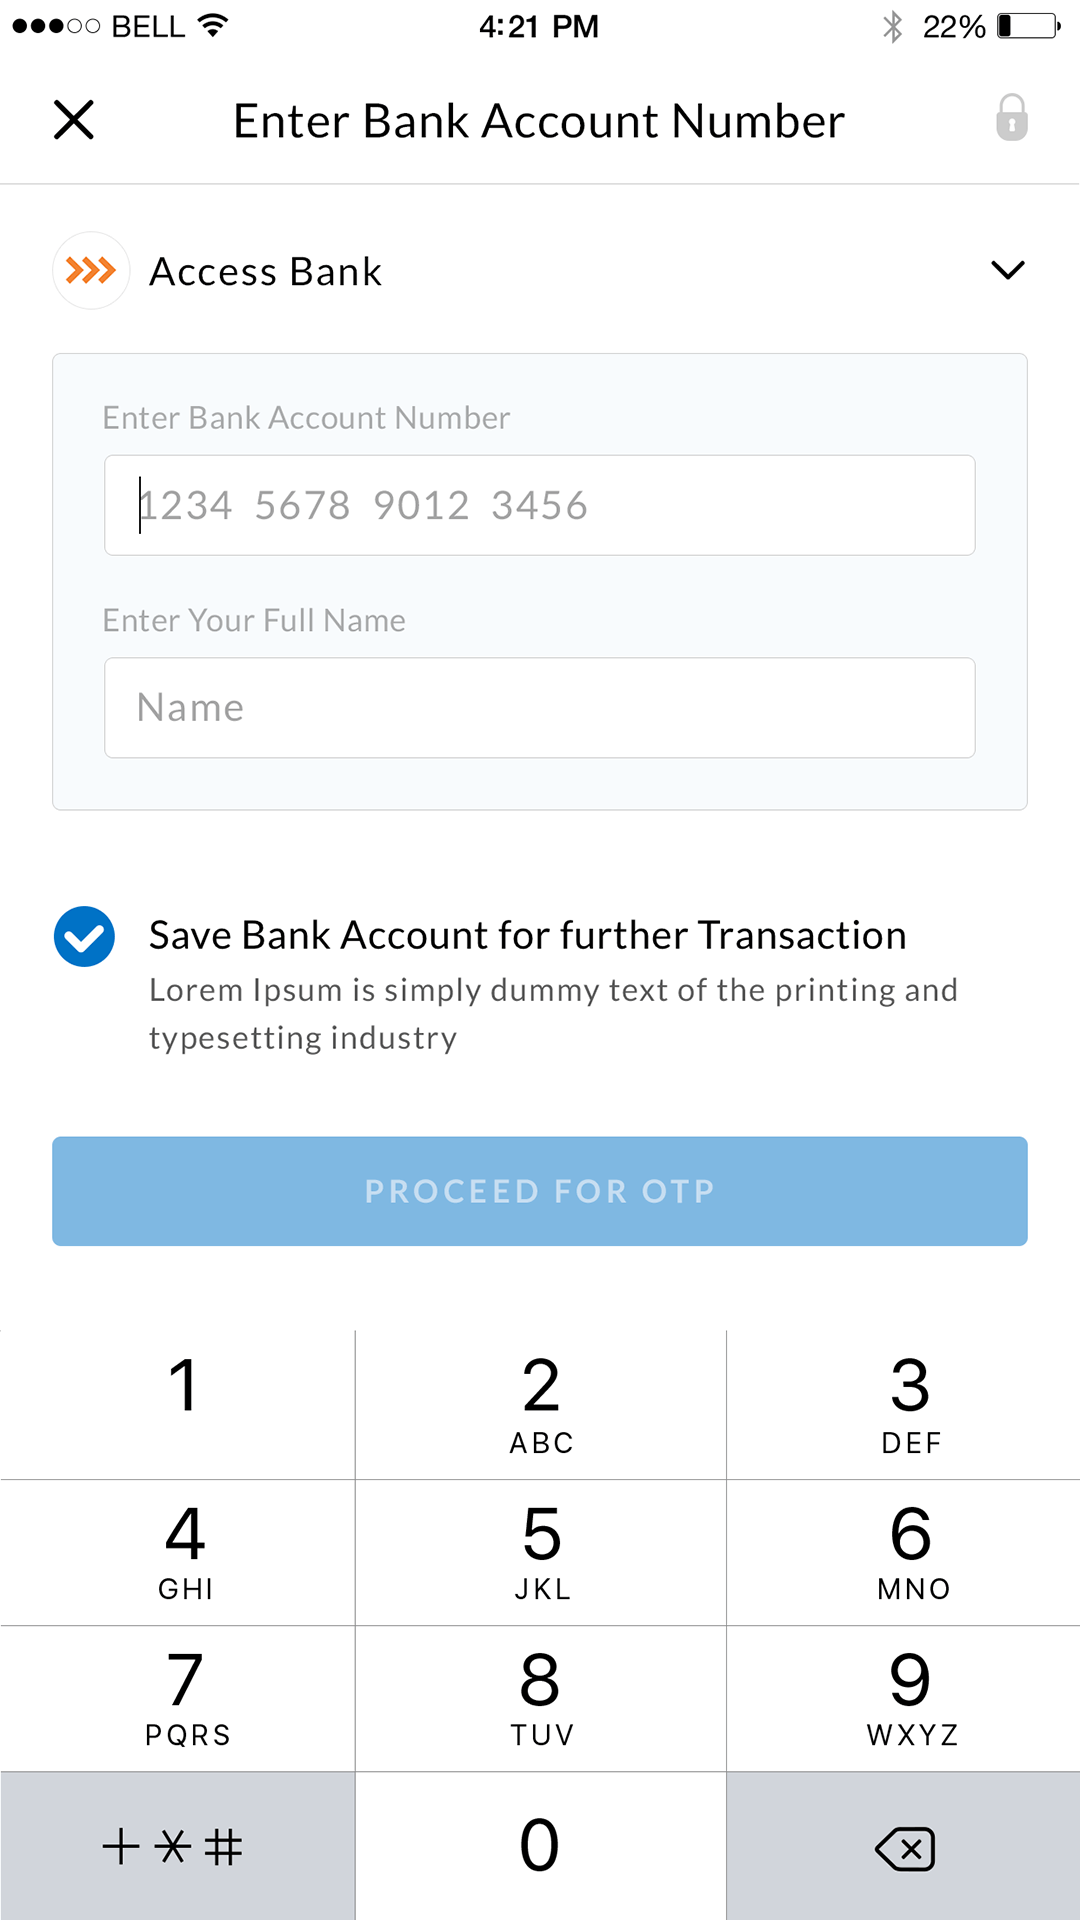 BELL 4:21 PM 22%
Enter Bank Account Number
Access Bank
Enter Bank Account Number
1234 5678 9012 3456
Enter Your Full Name
Name
Save Bank Account for further Transaction
Lorem Ipsum is simply dummy text of the printing and
typesetting industry
PROCEED FOR OTP
1 2 3
ABC DEF
4 5 6
GHI JKL MNO
7 8 9
PQRS TUV WXYZ
+*# 0